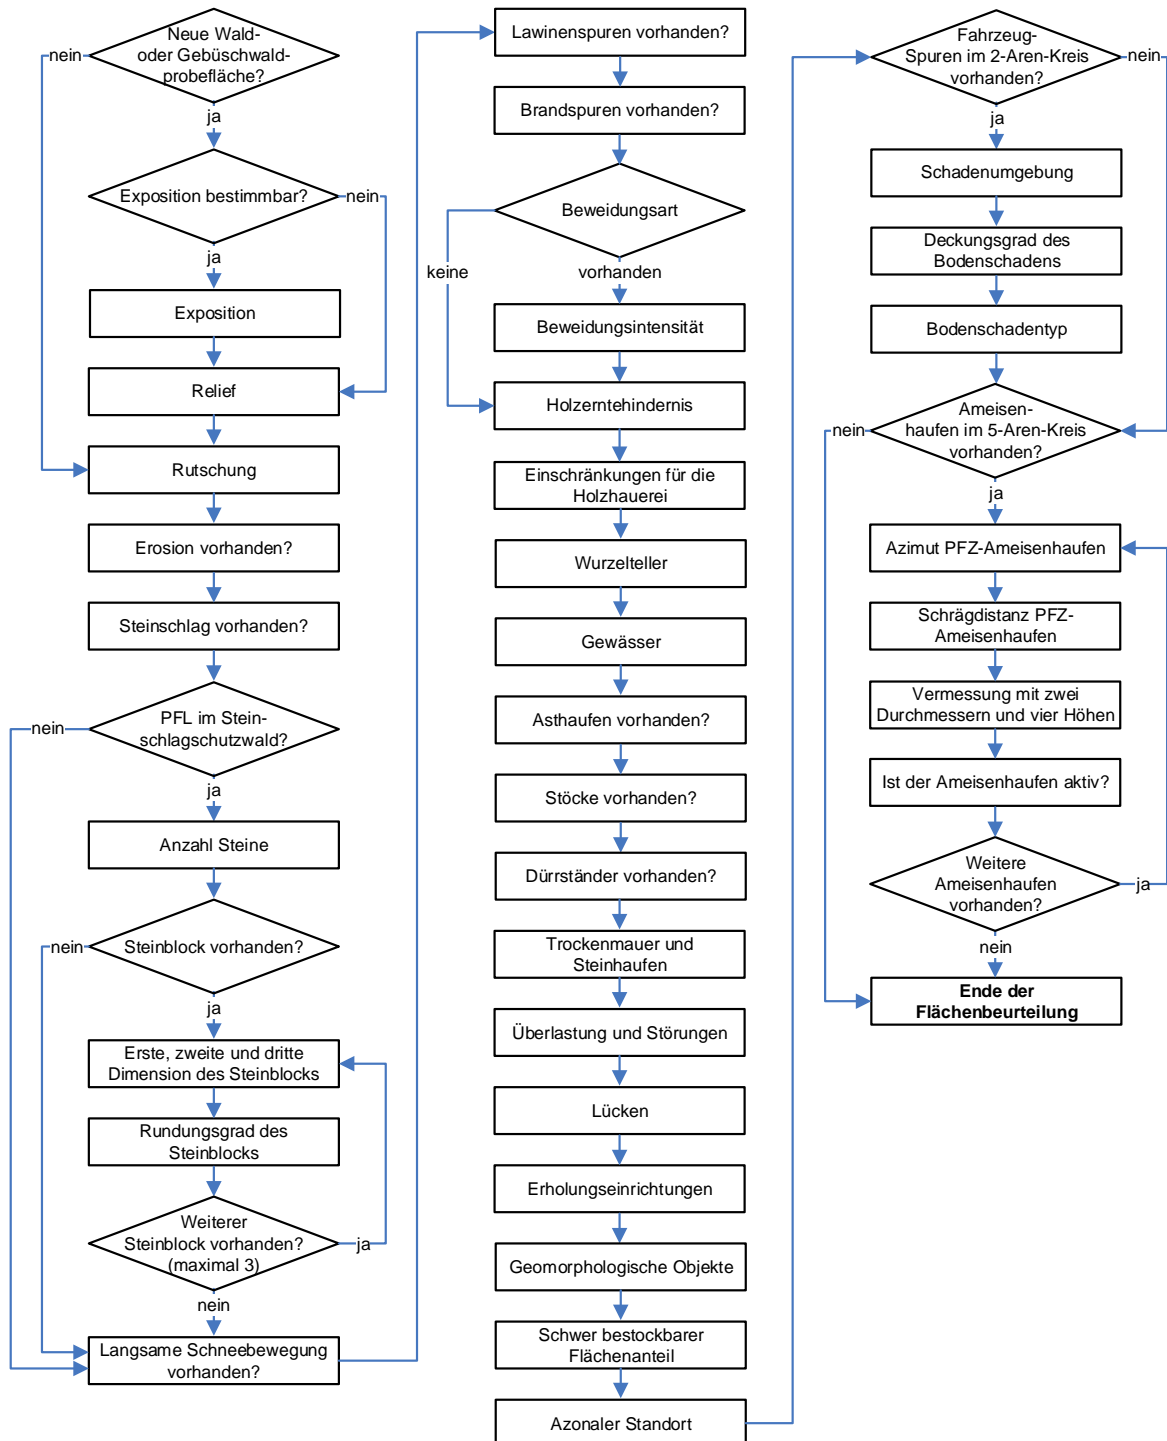 Neue Wald-
oder Gebüschwald-
probefläche?
nein
ja
Exposition bestimmbar?
nein
ja
Exposition
Relief
Rutschung
Erosion vorhanden?
Steinschlag vorhanden?
PFL im Stein-
schlagschutzwald?
nein
ja
Anzahl Steine
Steinblock vorhanden?
nein
ja
Erste, zweite und dritte
Dimension des Steinblocks
Rundungsgrad des
Steinblocks
Weiterer
Steinblock vorhanden?
(maximal 3)
ja
nein
Langsame Schneebewegung
vorhanden?
Lawinenspuren vorhanden?
Brandspuren vorhanden?
Beweidungsart
keine
vorhanden
Beweidungsintensität
Holzerntehindernis
Einschränkungen für die
Holzhauerei
Wurzelteller
Gewässer
Asthaufen vorhanden?
Stöcke vorhanden?
Dürrständer vorhanden?
Trockenmauer und
Steinhaufen
Überlastung und Störungen
Lücken
Erholungseinrichtungen
Geomorphologische Objekte
Schwer bestockbarer
Flächenanteil
Azonaler Standort
Fahrzeug-
Spuren im 2-Aren-Kreis
vorhanden?
nein
ja
Schadenumgebung
Deckungsgrad des
Bodenschadens
Bodenschadentyp
Ameisen-
haufen im 5-Aren-Kreis
vorhanden?
nein
ja
Azimut PFZ-Ameisenhaufen
Schrägdistanz PFZ-
Ameisenhaufen
Vermessung mit zwei
Durchmessern und vier Höhen
Ist der Ameisenhaufen aktiv?
Weitere
Ameisenhaufen
vorhanden?
ja
nein
Ende der
Flächenbeurteilung